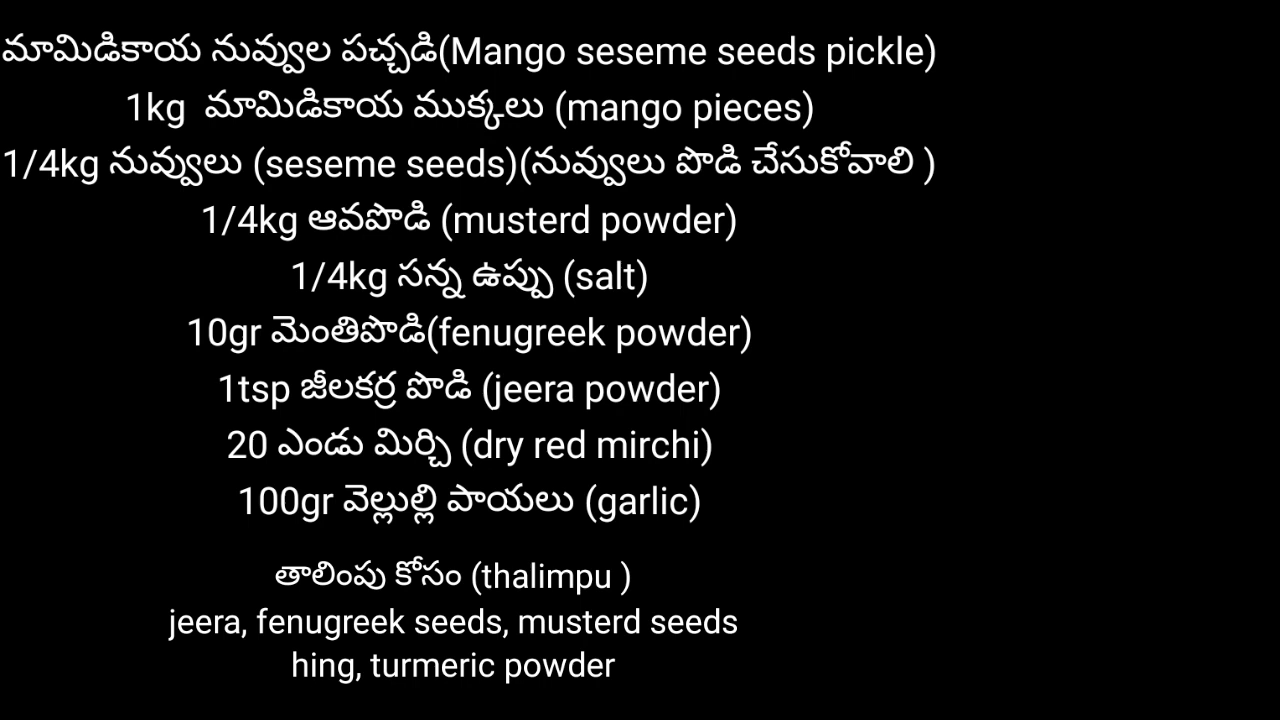 మామిడికాయ నువ్వుల పచ్చడి(Mango seseme seeds pickle)
1kg మామిడికాయ ముక్కలు (mango pieces)
1/4kg నువ్వులు (seseme seeds)(నువ్వులు పొడి చేసుకోవాలి )
1/4kg ఆవపొడి (musterd powder)
1/4kg సన్న ఉప్పు (salt)
10gr మెంతిపొడి(fenugreek powder)
1tsp జీలకర్ర పొడి (jeera powder)
20 ఎండు మిర్చి (dry red mirchi)
100gr వెల్లుల్లి పాయలు (garlic)
తాలింపు కోసం (thalimpu )
jeera, fenugreek seeds, musterd seeds
hing, turmeric powder